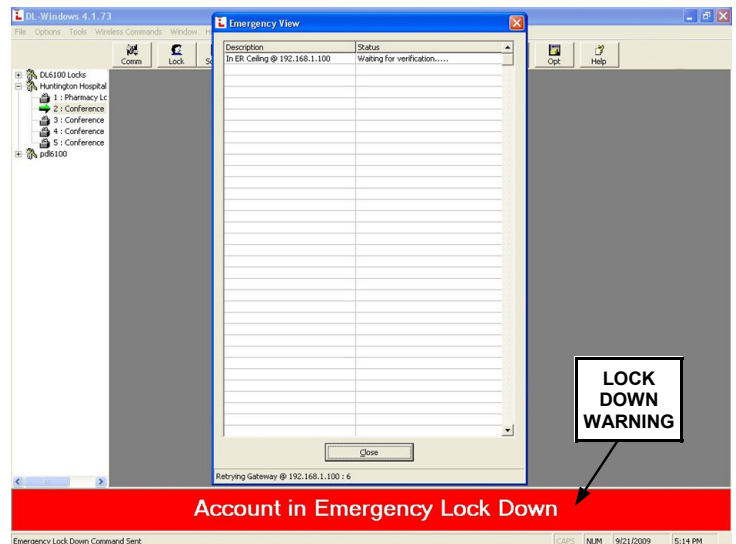 DL-Windows 4.1.73
File Options Tools Wireless Commands Window
Comm Lock Opt Help
DL6100 Locks
Huntington Hospital
1 : Pharmacy Lc
2 : Conference
3 : Conference
4 : Conference
5 : Conference
pdl6100
Emergency View
Description Status
In ER Ceiling @ 192.168.1.100 Waiting for verification.....
Close
Retrying Gateway @ 192.168.1.100 : 6
LOCK
DOWN
WARNING
Account in Emergency Lock Down
Emergency Lock Down Command Sent CAPS NUM 9/21/2009 5:14 PM